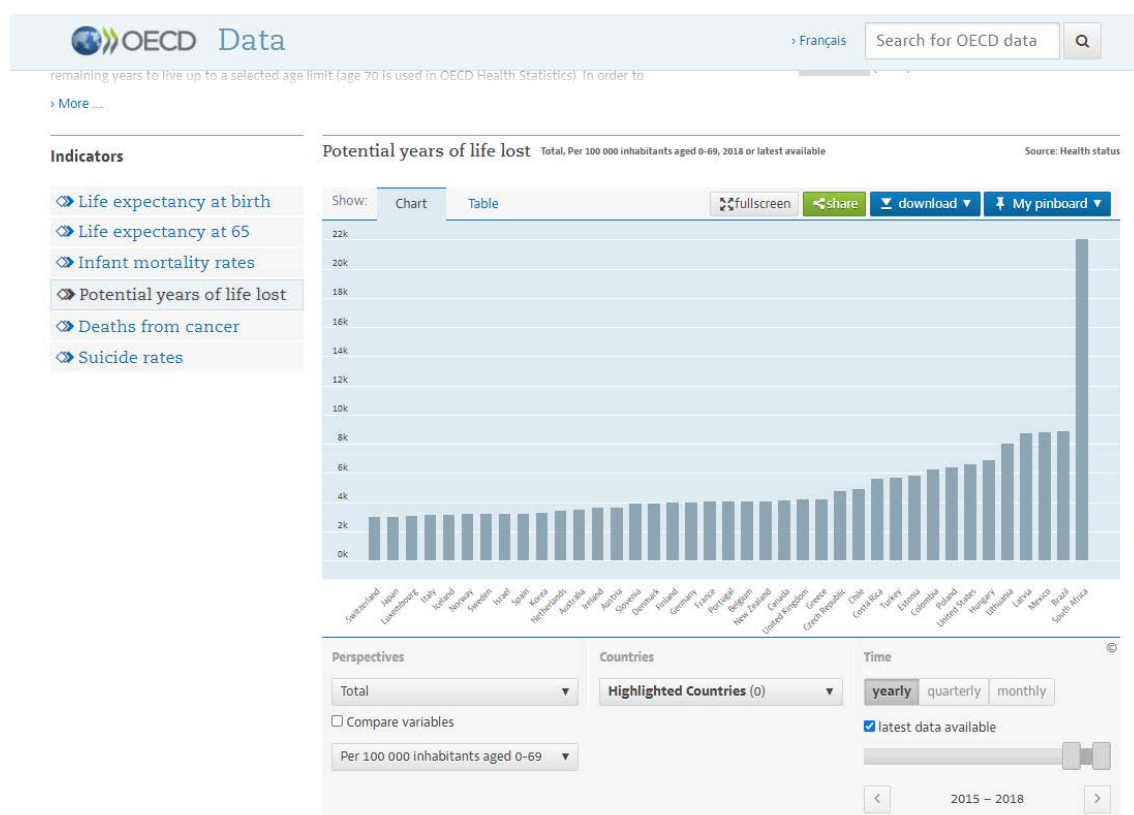 OECD Data
› Français
Search for OECD data
remaining years to live up to a selected age limit (age 70 is used in OECD Health Statistics). In order to
› More ...
Indicators
Life expectancy at birth
Life expectancy at 65
Infant mortality rates
Potential years of life lost
Deaths from cancer
Suicide rates
Potential years of life lost Total, Per 100 000 inhabitants aged 0-69, 2018 or latest available
Source: Health status
Show:
Chart
Table
fullscreen
share
download ▼
My pinboard ▼
22k
20k
18k
16k
14k
12k
10k
8k
6k
4k
2k
0k
Switzerland
Japan
Luxembourg
Italy
Iceland
Norway
Sweden
Israel
Spain
Korea
Netherlands
Australia
Ireland
Austria
Slovenia
Denmark
Finland
Germany
France
Portugal
Belgium
New Zealand
Canada
United Kingdom
Greece
Czech Republic
Chile
Costa Rica
Turkey
Estonia
Colombia
Poland
United States
Hungary
Lithuania
Latvia
Mexico
Brazil
South Africa
©
Perspectives
Total ▼
Compare variables
Per 100 000 inhabitants aged 0-69 ▼
Countries
Highlighted Countries (0) ▼
Time
yearly quarterly monthly
latest data available
< 2015 – 2018 >